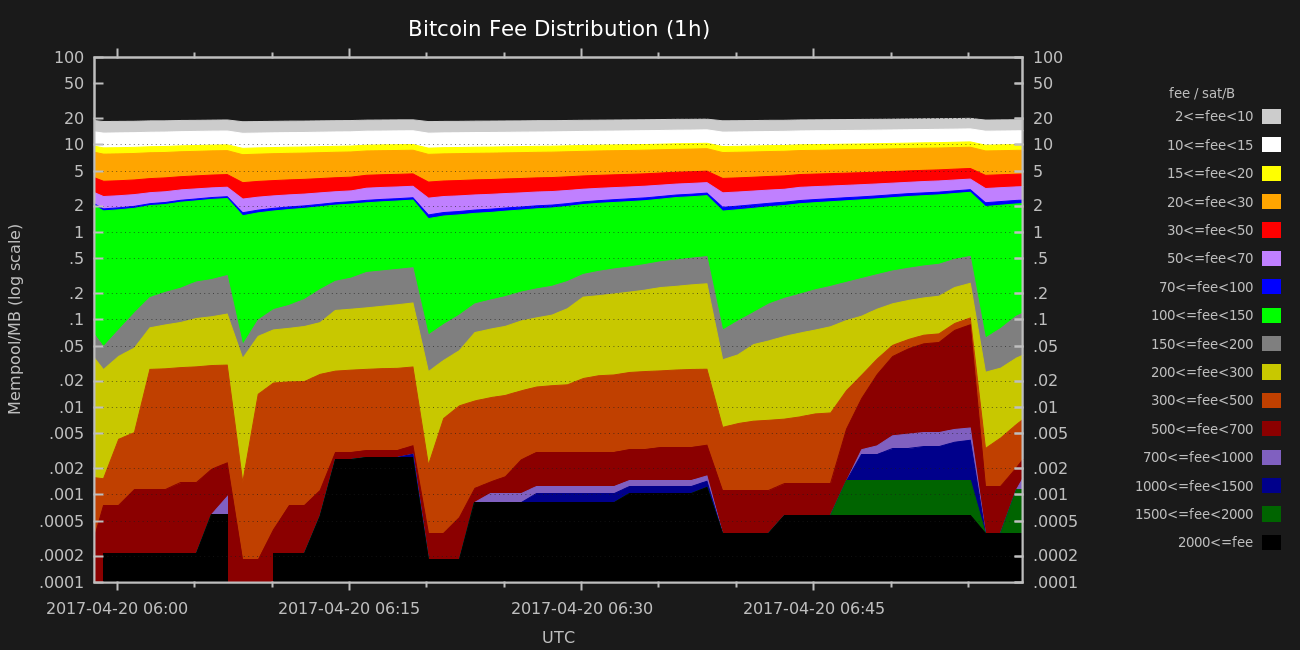 Bitcoin Fee Distribution (1h)
100 100
50 50
20 20
10 10
5 5
2 2
1 1
.5 .5
.2 .2
.1 .1
.05 .05
.02 .02
.01 .01
.005 .005
.002 .002
.001 .001
.0005 .0005
.0002 .0002
.0001 .0001
Mempool/MB (log scale)
2017-04-20 06:00 2017-04-20 06:15 2017-04-20 06:30 2017-04-20 06:45
UTC
fee / sat/B
2<=fee<10
10<=fee<15
15<=fee<20
20<=fee<30
30<=fee<50
50<=fee<70
70<=fee<100
100<=fee<150
150<=fee<200
200<=fee<300
300<=fee<500
500<=fee<700
700<=fee<1000
1000<=fee<1500
1500<=fee<2000
2000<=fee